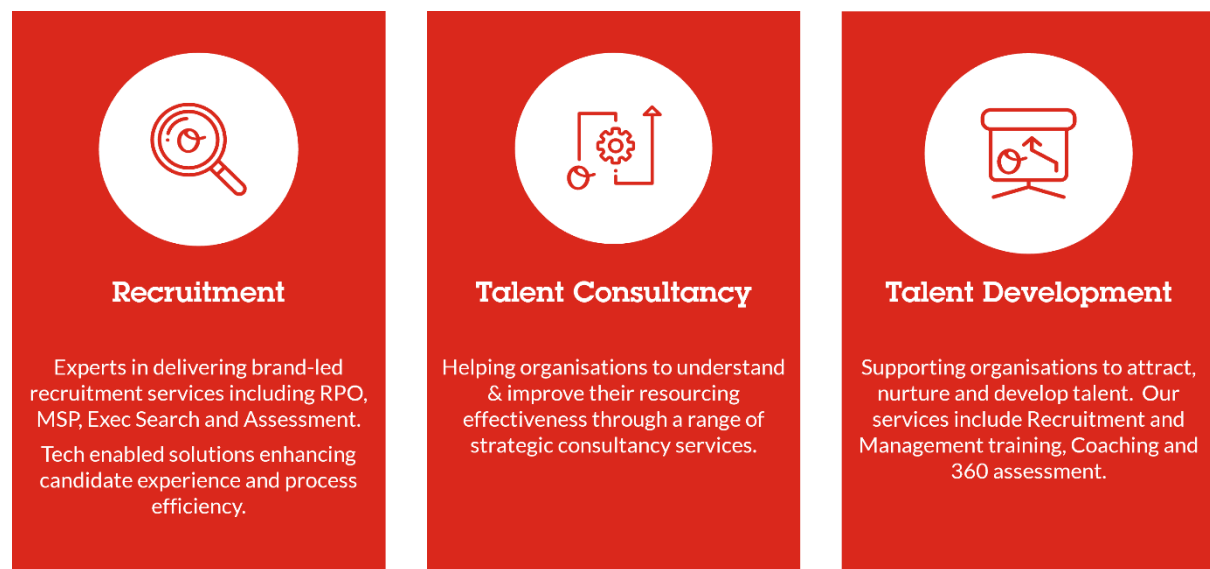 Recruitment
Experts in delivering brand-led
recruitment services including RPO,
MSP, Exec Search and Assessment.
Tech enabled solutions enhancing
candidate experience and process
efficiency.
Talent Consultancy
Helping organisations to understand
& improve their resourcing
effectiveness through a range of
strategic consultancy services.
Talent Development
Supporting organisations to attract,
nurture and develop talent. Our
services include Recruitment and
Management training, Coaching and
360 assessment.